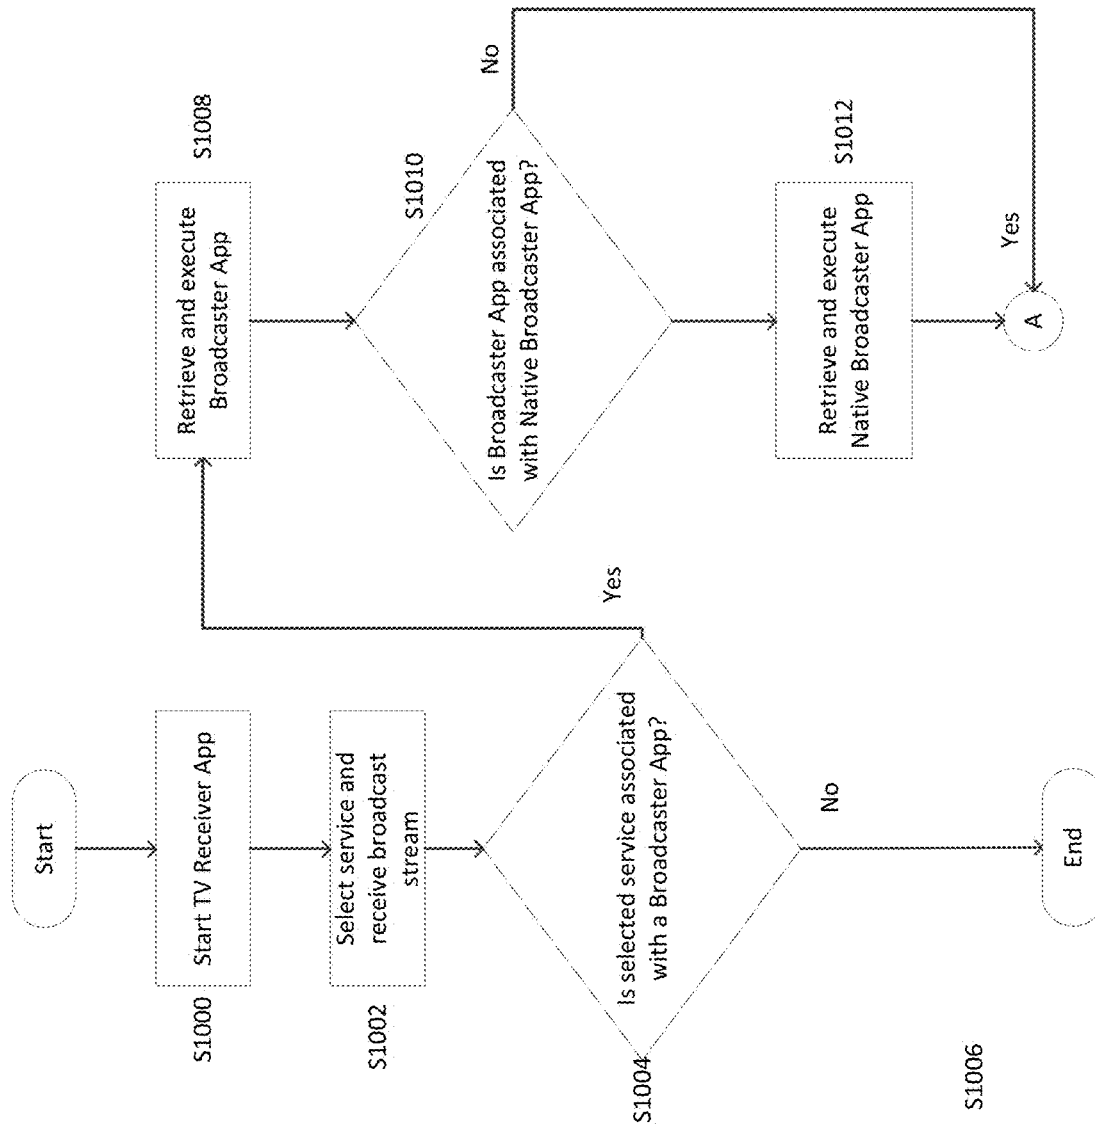 Start
S1000
Start TV Receiver App
S1002
Select service and
receive broadcast
stream
S1004
Is selected service associated
with a Broadcaster App?
Yes
No
S1006
End
Retrieve and execute
Broadcaster App
S1008
S1010
Is Broadcaster App associated
with Native Broadcaster App?
No
Retrieve and execute
Native Broadcaster App
S1012
Yes
A